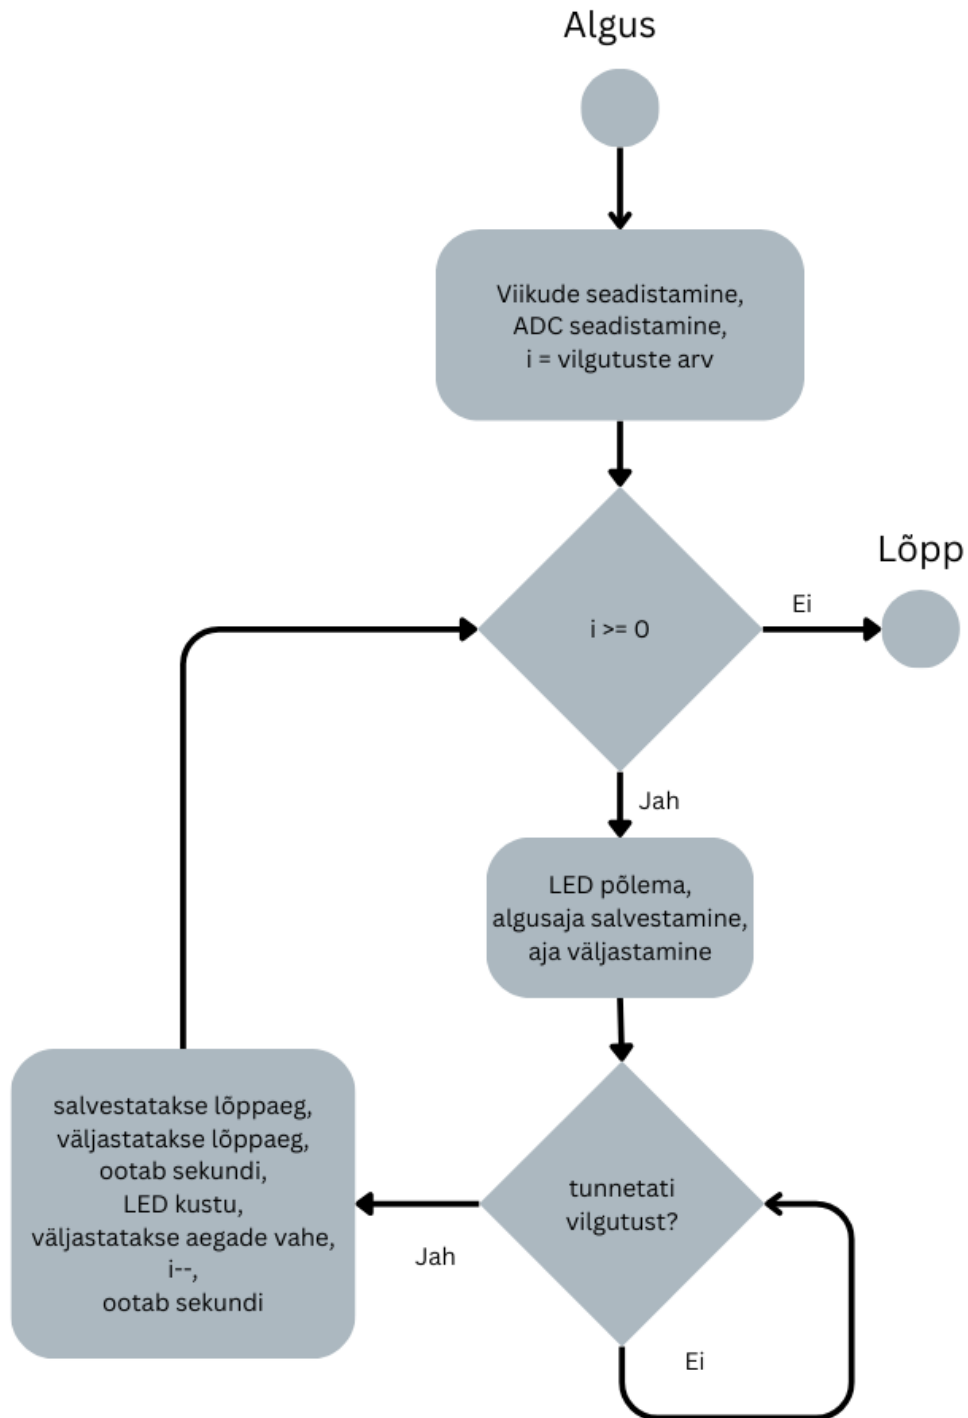 Algus
Viikude seadistamine,
ADC seadistamine,
i = vilgutuste arv
i >= 0
Ei
Lõpp
Jah
LED põlema,
algusaja salvestamine,
aja väljastamine
tunnetati
vilgutust?
Jah
Ei
salvestatakse lõppaeg,
väljastatakse lõppaeg,
ootab sekundi,
LED kustu,
väljastatakse aegade vahe,
i--,
ootab sekundi